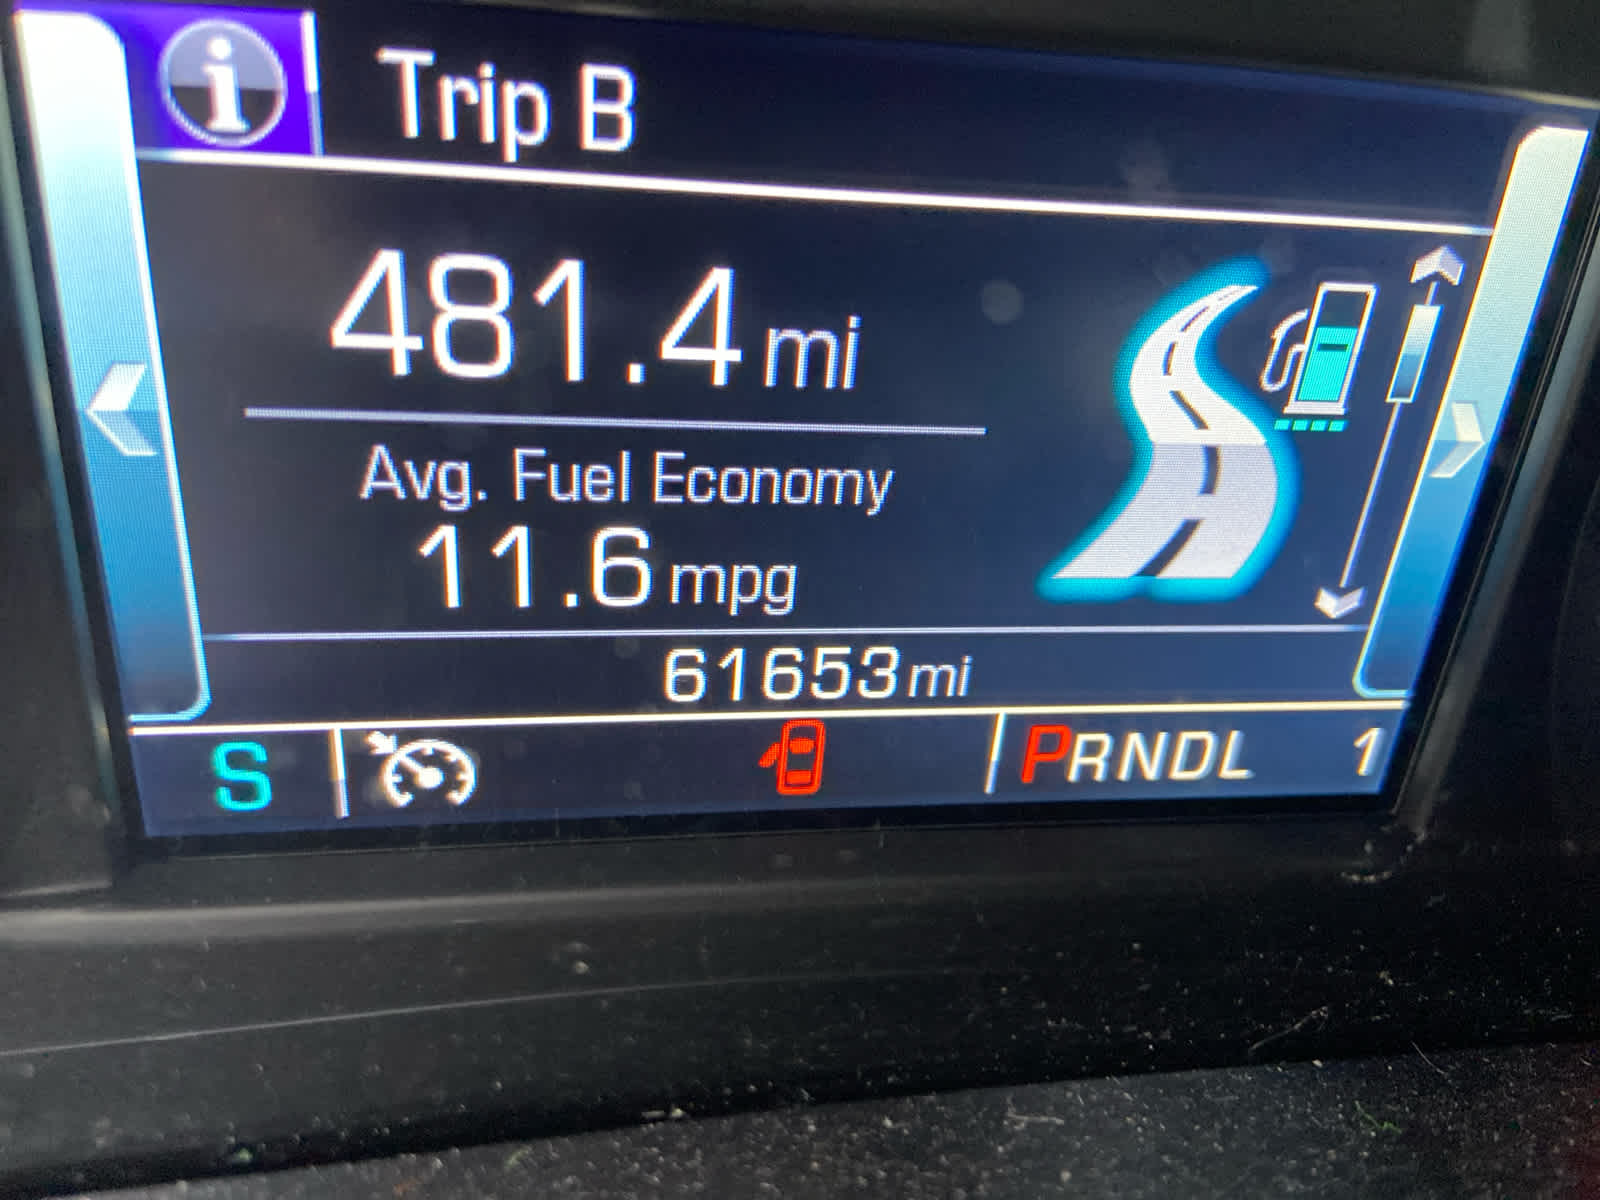 i Trip B
481.4 mi
Avg. Fuel Economy
11.6 mpg
61653 mi
S PRNDL 1